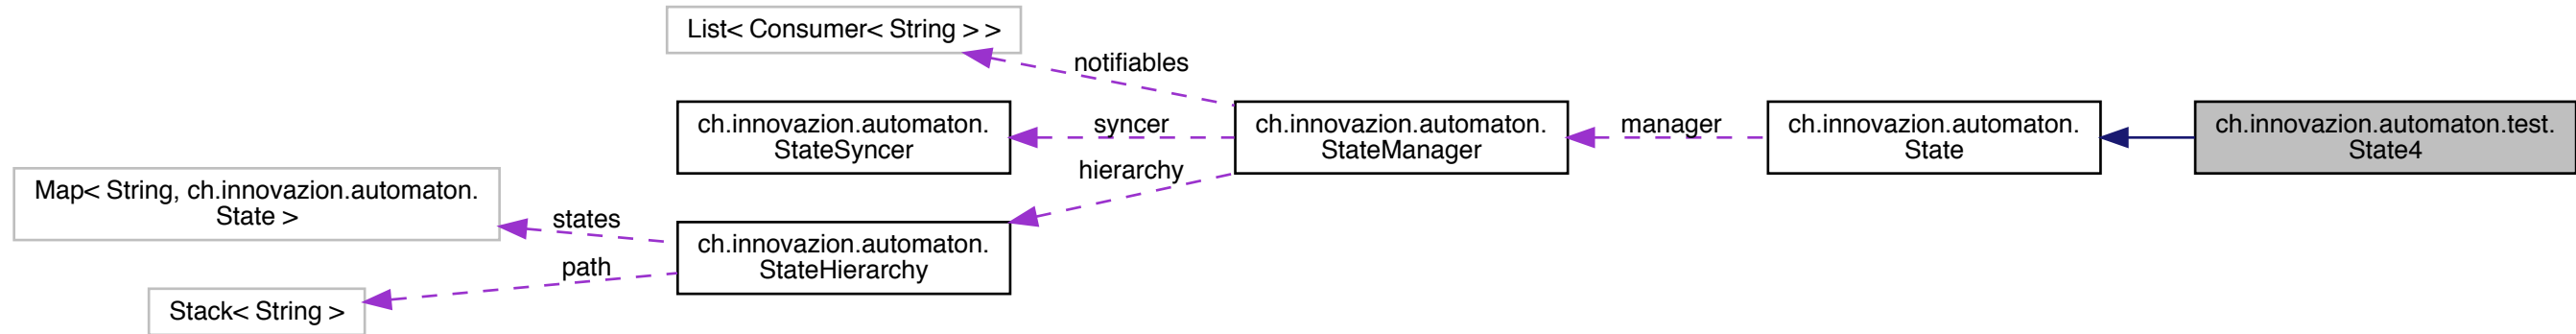 List< Consumer< String > >
notifiables
ch.innovazion.automaton.
StateSyncer
syncer
ch.innovazion.automaton.
StateManager
manager
ch.innovazion.automaton.
State
ch.innovazion.automaton.test.
State4
hierarchy
Map< String, ch.innovazion.automaton.
State >
states
ch.innovazion.automaton.
StateHierarchy
path
Stack< String >